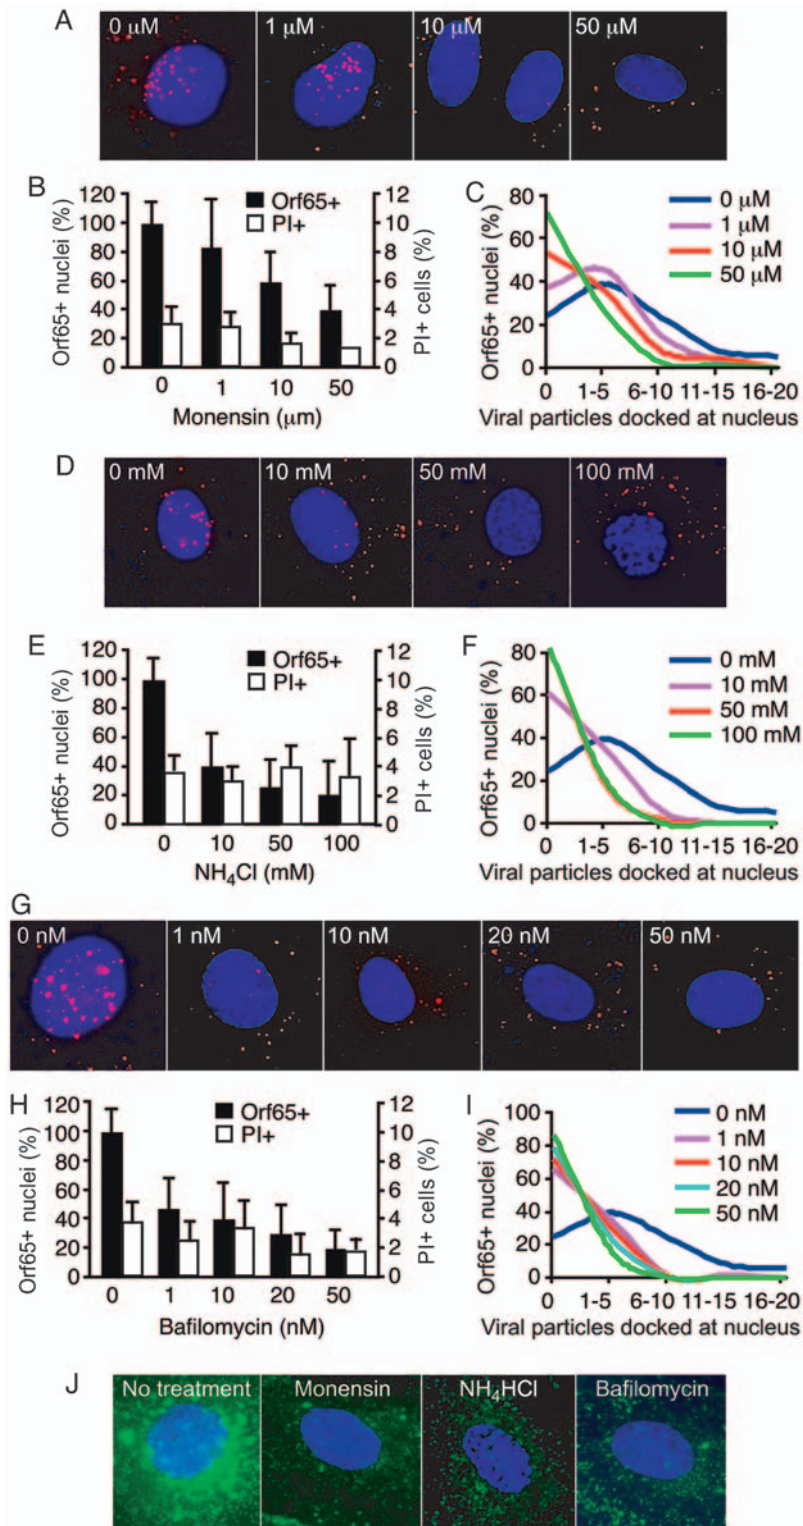 A
0 μM 1 μM 10 μM 50 μM
B
Orf65+ nuclei (%)
120
100
80
60
40
20
0
Orf65+
PI+
12
10
8
6
4
2
0
PI+ cells (%)
0 1 10 50
Monensin (μm)
C
Orf65+ nuclei (%)
80
60
40
20
0
0 μM
1 μM
10 μM
50 μM
0 1-5 6-10 11-15 16-20
Viral particles docked at nucleus
D
0 mM 10 mM 50 mM 100 mM
E
Orf65+ nuclei (%)
120
100
80
60
40
20
0
Orf65+
PI+
12
10
8
6
4
2
0
PI+ cells (%)
0 10 50 100
NH₄Cl (mM)
F
Orf65+ nuclei (%)
80
60
40
20
0
0 mM
10 mM
50 mM
100 mM
0 1-5 6-10 11-15 16-20
Viral particles docked at nucleus
G
0 nM 1 nM 10 nM 20 nM 50 nM
H
Orf65+ nuclei (%)
120
100
80
60
40
20
0
Orf65+
PI+
12
10
8
6
4
2
0
PI+ cells (%)
0 1 10 20 50
Bafilomycin (nM)
I
Orf65+ nuclei (%)
100
80
60
40
20
0
0 nM
1 nM
10 nM
20 nM
50 nM
0 1-5 6-10 11-15 16-20
Viral particles docked at nucleus
J
No treatment Monensin NH₄HCl Bafilomycin